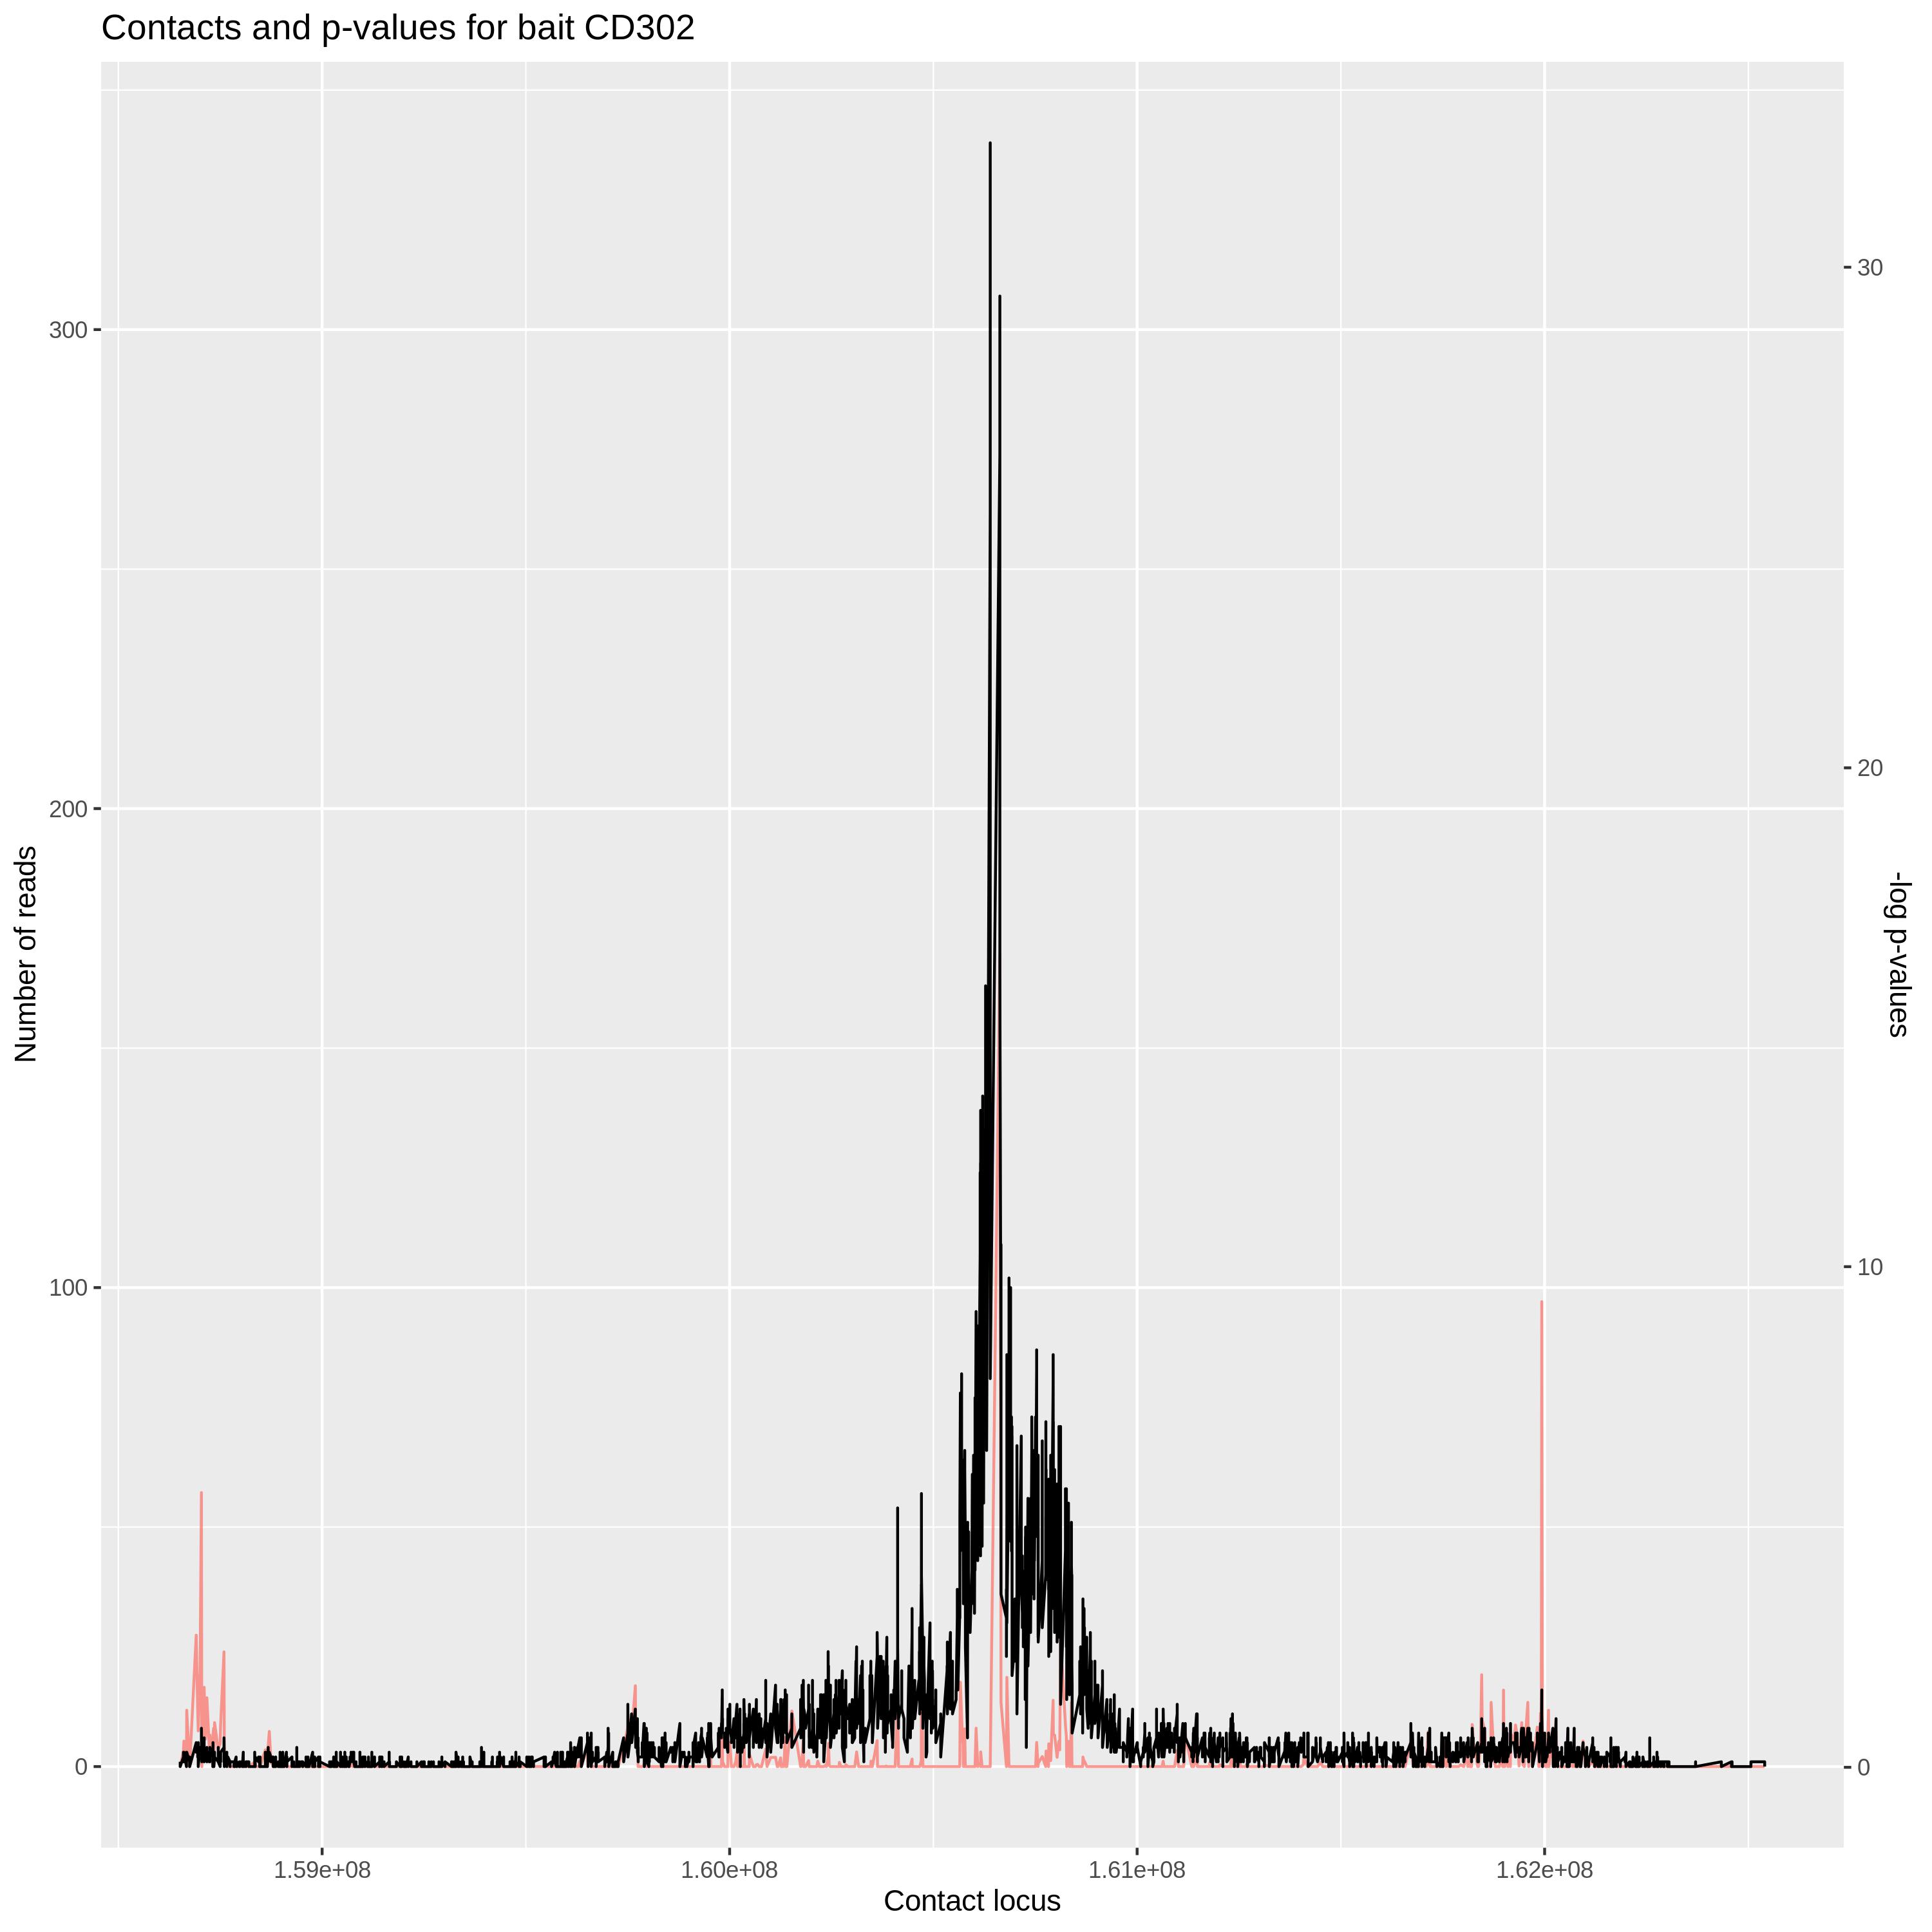 Contacts and p-values for bait CD302
300
200
100
0
30
20
10
0
Number of reads
-log p-values
1.59e+08
1.60e+08
1.61e+08
1.62e+08
Contact locus